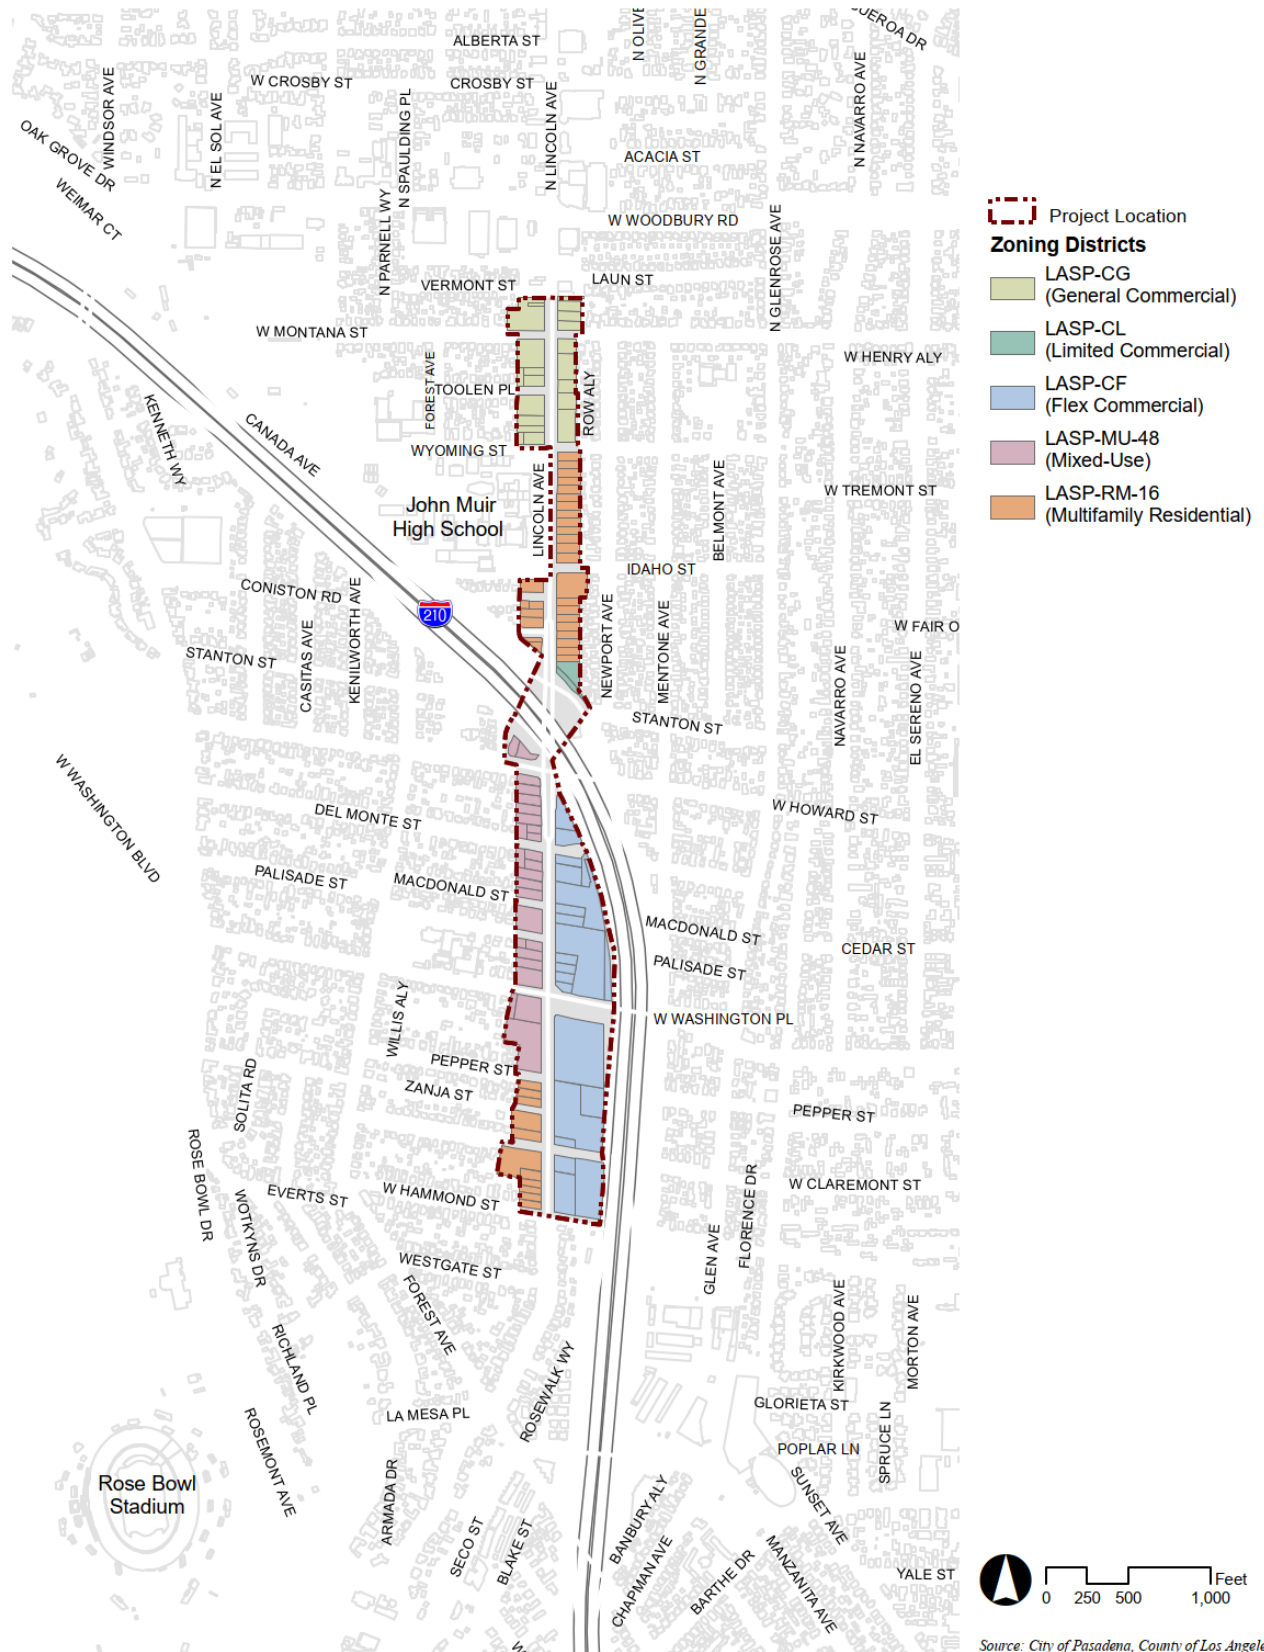 ALBERTA ST
N OLIVE
N GRANDE
W CROSBY ST
CROSBY ST
WINDSOR AVE
N EL SOL AVE
N SPAULDING PL
N LINCOLN AVE
N NAVARRO AVE
OAK GROVE DR
ACACIA ST
WEIMAR CT
N PARNELL WY
W WOODBURY RD
N GLENROSE AVE
VERMONT ST
LAUN ST
W MONTANA ST
W HENRY ALY
FOREST AVE
TOOLEN PL
ROW ALY
KENNETH WY
CANADA AVE
WYOMING ST
LINCOLN AVE
BELMONT AVE
W TREMONT ST
John Muir
High School
IDAHO ST
CONISTON RD
KENILWORTH AVE
210
NEWPORT AVE
MENTONE AVE
W FAIR O
CASITAS AVE
STANTON ST
NAVARRO AVE
EL SERENO AVE
STANTON ST
W WASHINGTON BLVD
DEL MONTE ST
W HOWARD ST
PALISADE ST
MACDONALD ST
MACDONALD ST
CEDAR ST
PALISADE ST
WILLIS ALY
W WASHINGTON PL
PEPPER ST
ZANJA ST
SOLITA RD
PEPPER ST
ROSE BOWL DR
WOTKYNS DR
EVERTS ST
W HAMMOND ST
FLORENCE DR
W CLAREMONT ST
GLEN AVE
WESTGATE ST
FOREST AVE
KIRKWOOD AVE
MORTON AVE
RICHLAND PL
ROSEWALK WY
LA MESA PL
GLORIETA ST
ROSEMONT AVE
POPLAR LN
SPRUCE LN
Rose Bowl
Stadium
ARMADA DR
SECO ST
BLAKE ST
BANBURY ALY
CHAPMAN AVE
BARTHE DR
SUNSET AVE
MANZANITA AVE
YALE ST
Project Location
Zoning Districts
LASP-CG
(General Commercial)
LASP-CL
(Limited Commercial)
LASP-CF
(Flex Commercial)
LASP-MU-48
(Mixed-Use)
LASP-RM-16
(Multifamily Residential)
Feet
0 250 500 1,000
Source: City of Pasadena, County of Los Angele